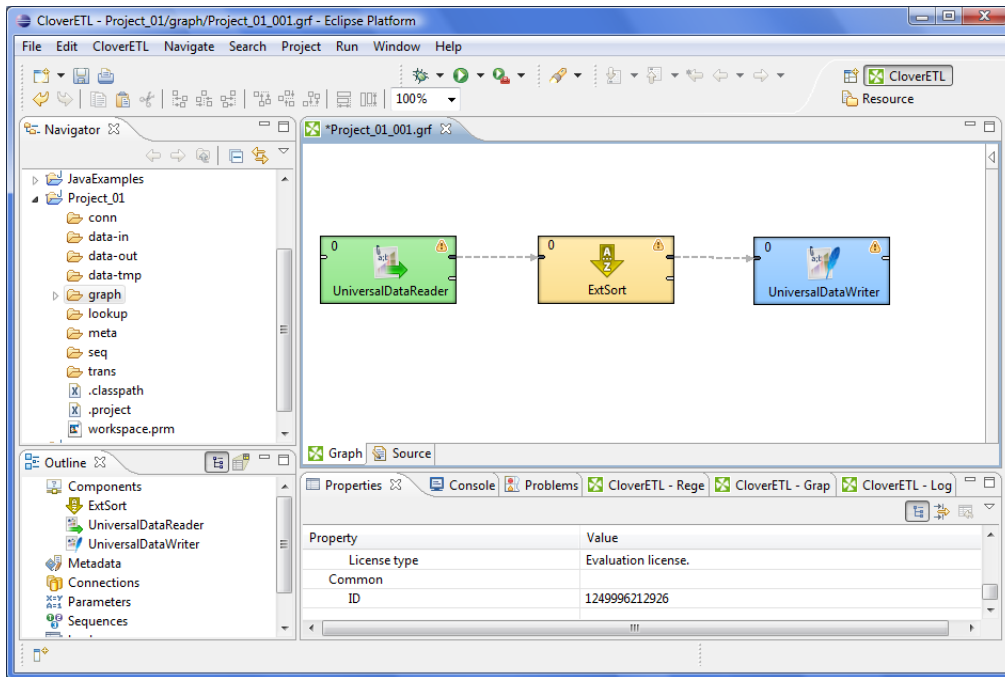 CloverETL - Project_01/graph/Project_01_001.grf - Eclipse Platform
File Edit CloverETL Navigate Search Project Run Window Help
CloverETL
100%
Resource
Navigator
*Project_01_001.grf
JavaExamples
Project_01
conn
data-in
data-out
data-tmp
graph
lookup
meta
seq
trans
.classpath
.project
workspace.prm
0 UniversalDataReader
0 ExtSort
0 UniversalDataWriter
Graph Source
Outline
Components
ExtSort
UniversalDataReader
UniversalDataWriter
Metadata
Connections
Parameters
Sequences
Properties Console Problems CloverETL - Rege CloverETL - Grap CloverETL - Log
Property Value
License type Evaluation license.
Common
ID 1249996212926